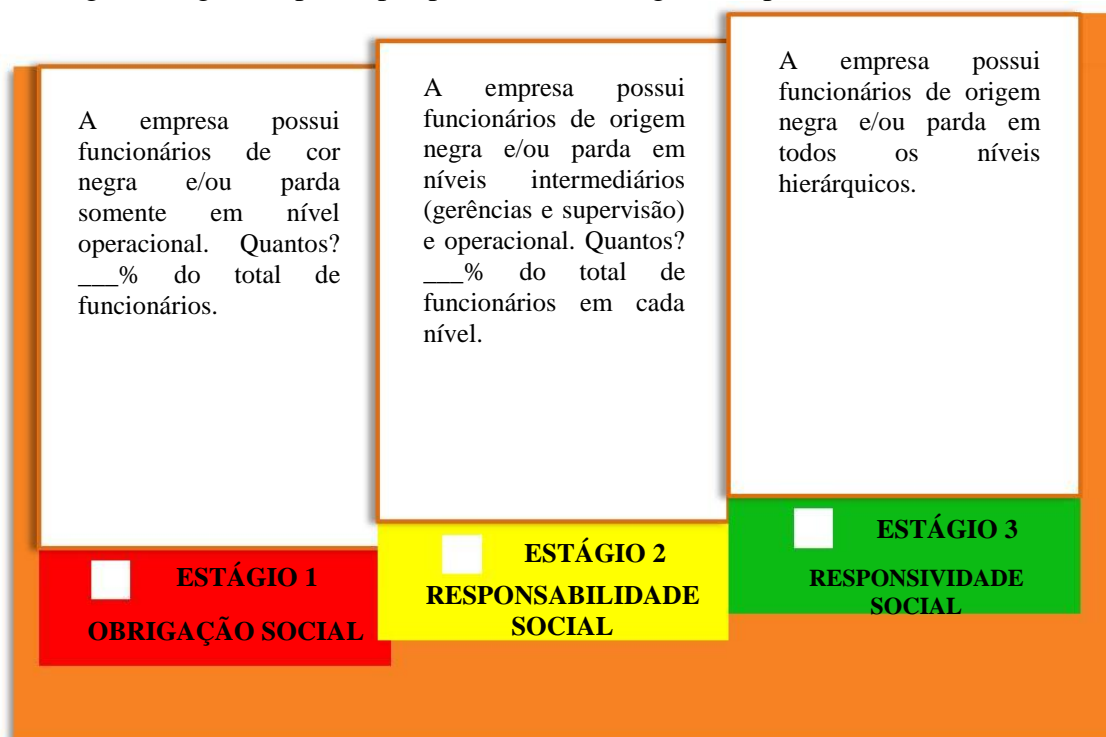 A empresa possui
funcionários de cor
negra e/ou parda
somente em nível
operacional. Quantos?
___% do total de
funcionários.
ESTÁGIO 1
OBRIGAÇÃO SOCIAL
A empresa possui
funcionários de origem
negra e/ou parda em
níveis intermediários
(gerências e supervisão)
e operacional. Quantos?
___% do total de
funcionários em cada
nível.
ESTÁGIO 2
RESPONSABILIDADE
SOCIAL
A empresa possui
funcionários de origem
negra e/ou parda em
todos os níveis
hierárquicos.
ESTÁGIO 3
RESPONSIVIDADE
SOCIAL